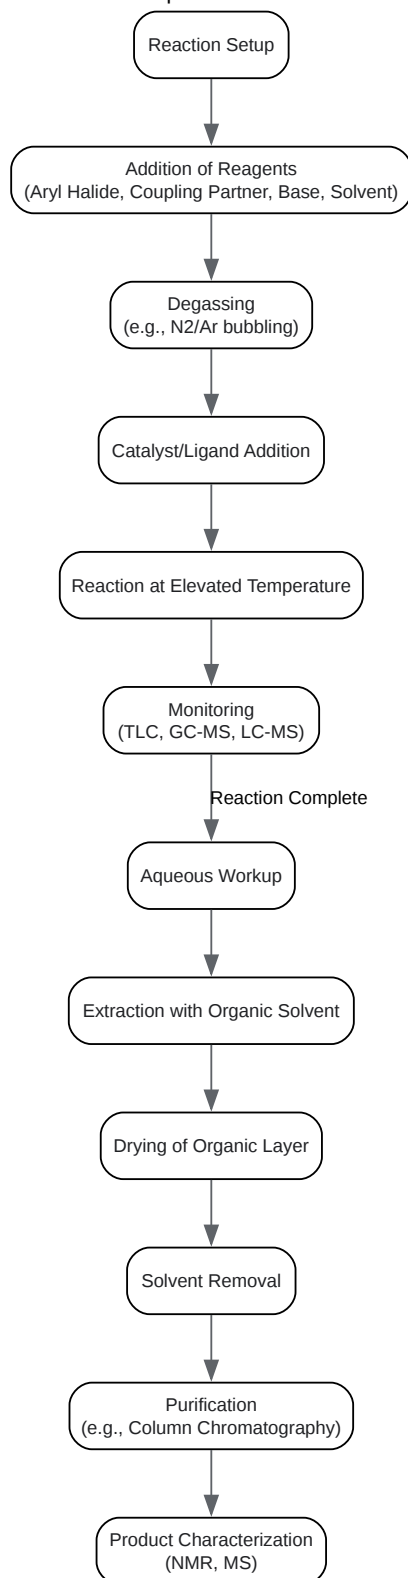 Reaction Setup
Addition of Reagents
(Aryl Halide, Coupling Partner, Base, Solvent)
Degassing
(e.g., N2/Ar bubbling)
Catalyst/Ligand Addition
Reaction at Elevated Temperature
Monitoring
(TLC, GC-MS, LC-MS)
Reaction Complete
Aqueous Workup
Extraction with Organic Solvent
Drying of Organic Layer
Solvent Removal
Purification
(e.g., Column Chromatography)
Product Characterization
(NMR, MS)